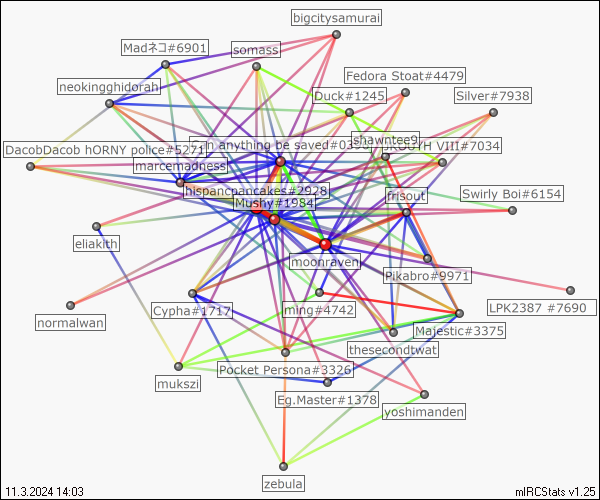 bigcitysamurai
Madネコ#6901
somass
Fedora Stoat#4479
neokingghidorah
Duck#1245
Silver#7938
shawntee9
n anything be saved#0
VIII#7034
DacobDacob hORNY police#5271
marcemadness
hispancpancakes#2928
frisout
Swirly Boi#6154
Mushy#1984
eliakith
moonraven
Pikabro#9971
LPK2387 #7690
normalwan
Cypha#1717
ming#4742
Majestic#3375
thesecondtwat
Pocket Persona#3326
mukszi
Eg.Master#1378
yoshimanden
zebula
11.3.2024 14:03
mIRCStats v1.25